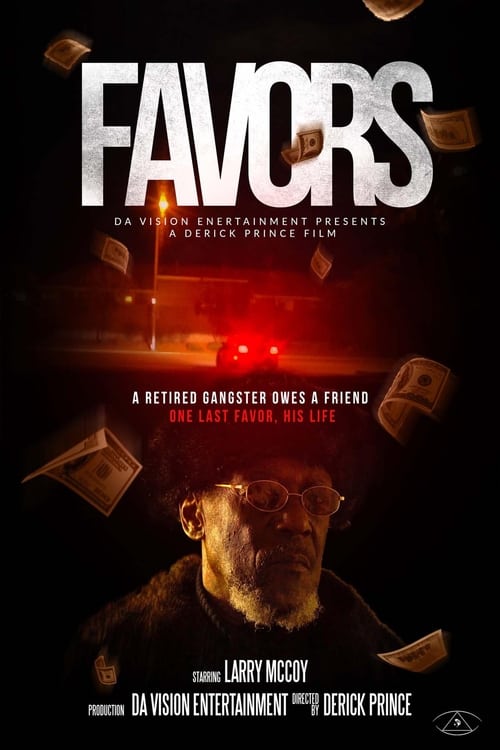 FAVORS
DA VISION ENERTAINMENT PRESENTS
A DERICK PRINCE FILM
A RETIRED GANGSTER OWES A FRIEND
ONE LAST FAVOR, HIS LIFE
STARRING LARRY MCCOY
PRODUCTION DA VISION ENTERTAINMENT DIRECTED BY DERICK PRINCE